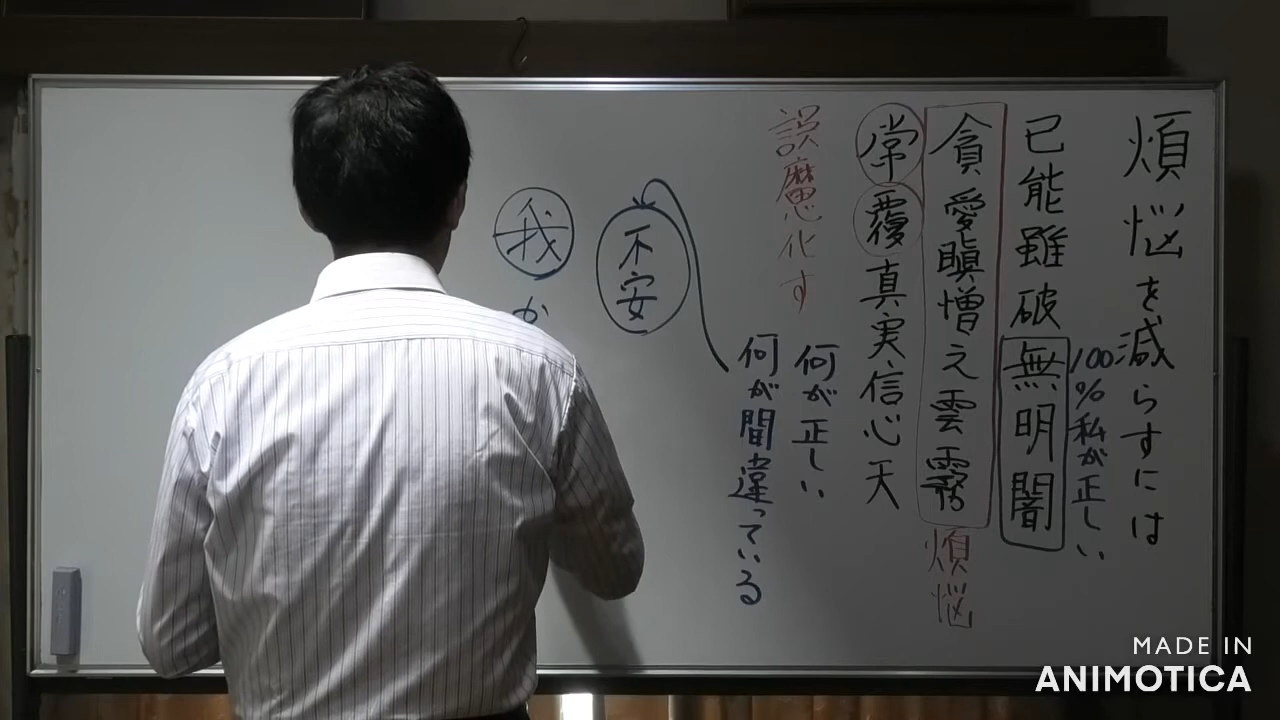 煩悩を減らすには
100%私が正しい
已能雖破無明闇
貪愛瞋憎之雲霧
煩悩
常覆真実信心天
誤魔化す
何が正しい
何が間違っている
不安
我
か
MADE IN
ANIMOTICA